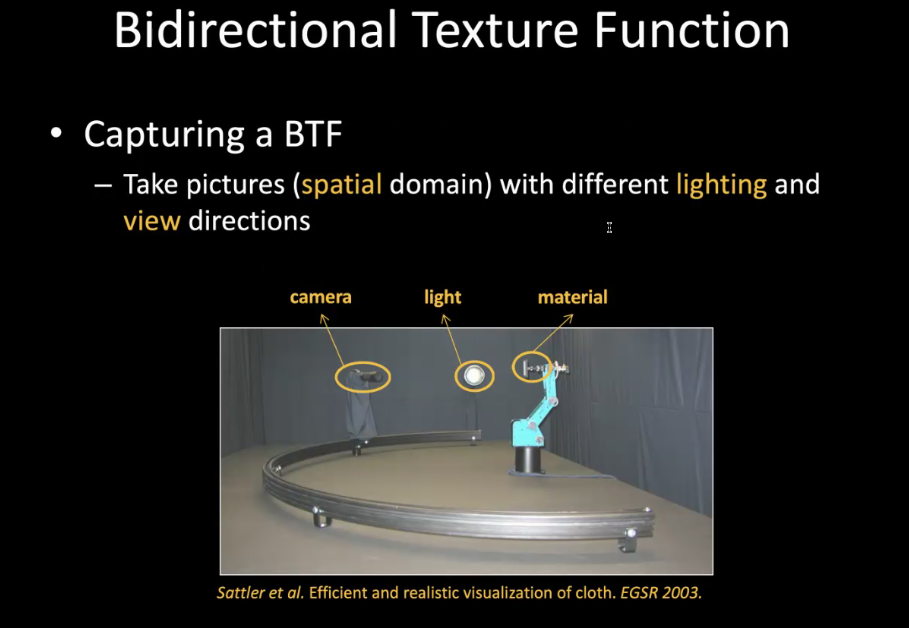 Bidirectional Texture Function
• Capturing a BTF
– Take pictures (spatial domain) with different lighting and
view directions
camera light material
Sattler et al. Efficient and realistic visualization of cloth. EGSR 2003.